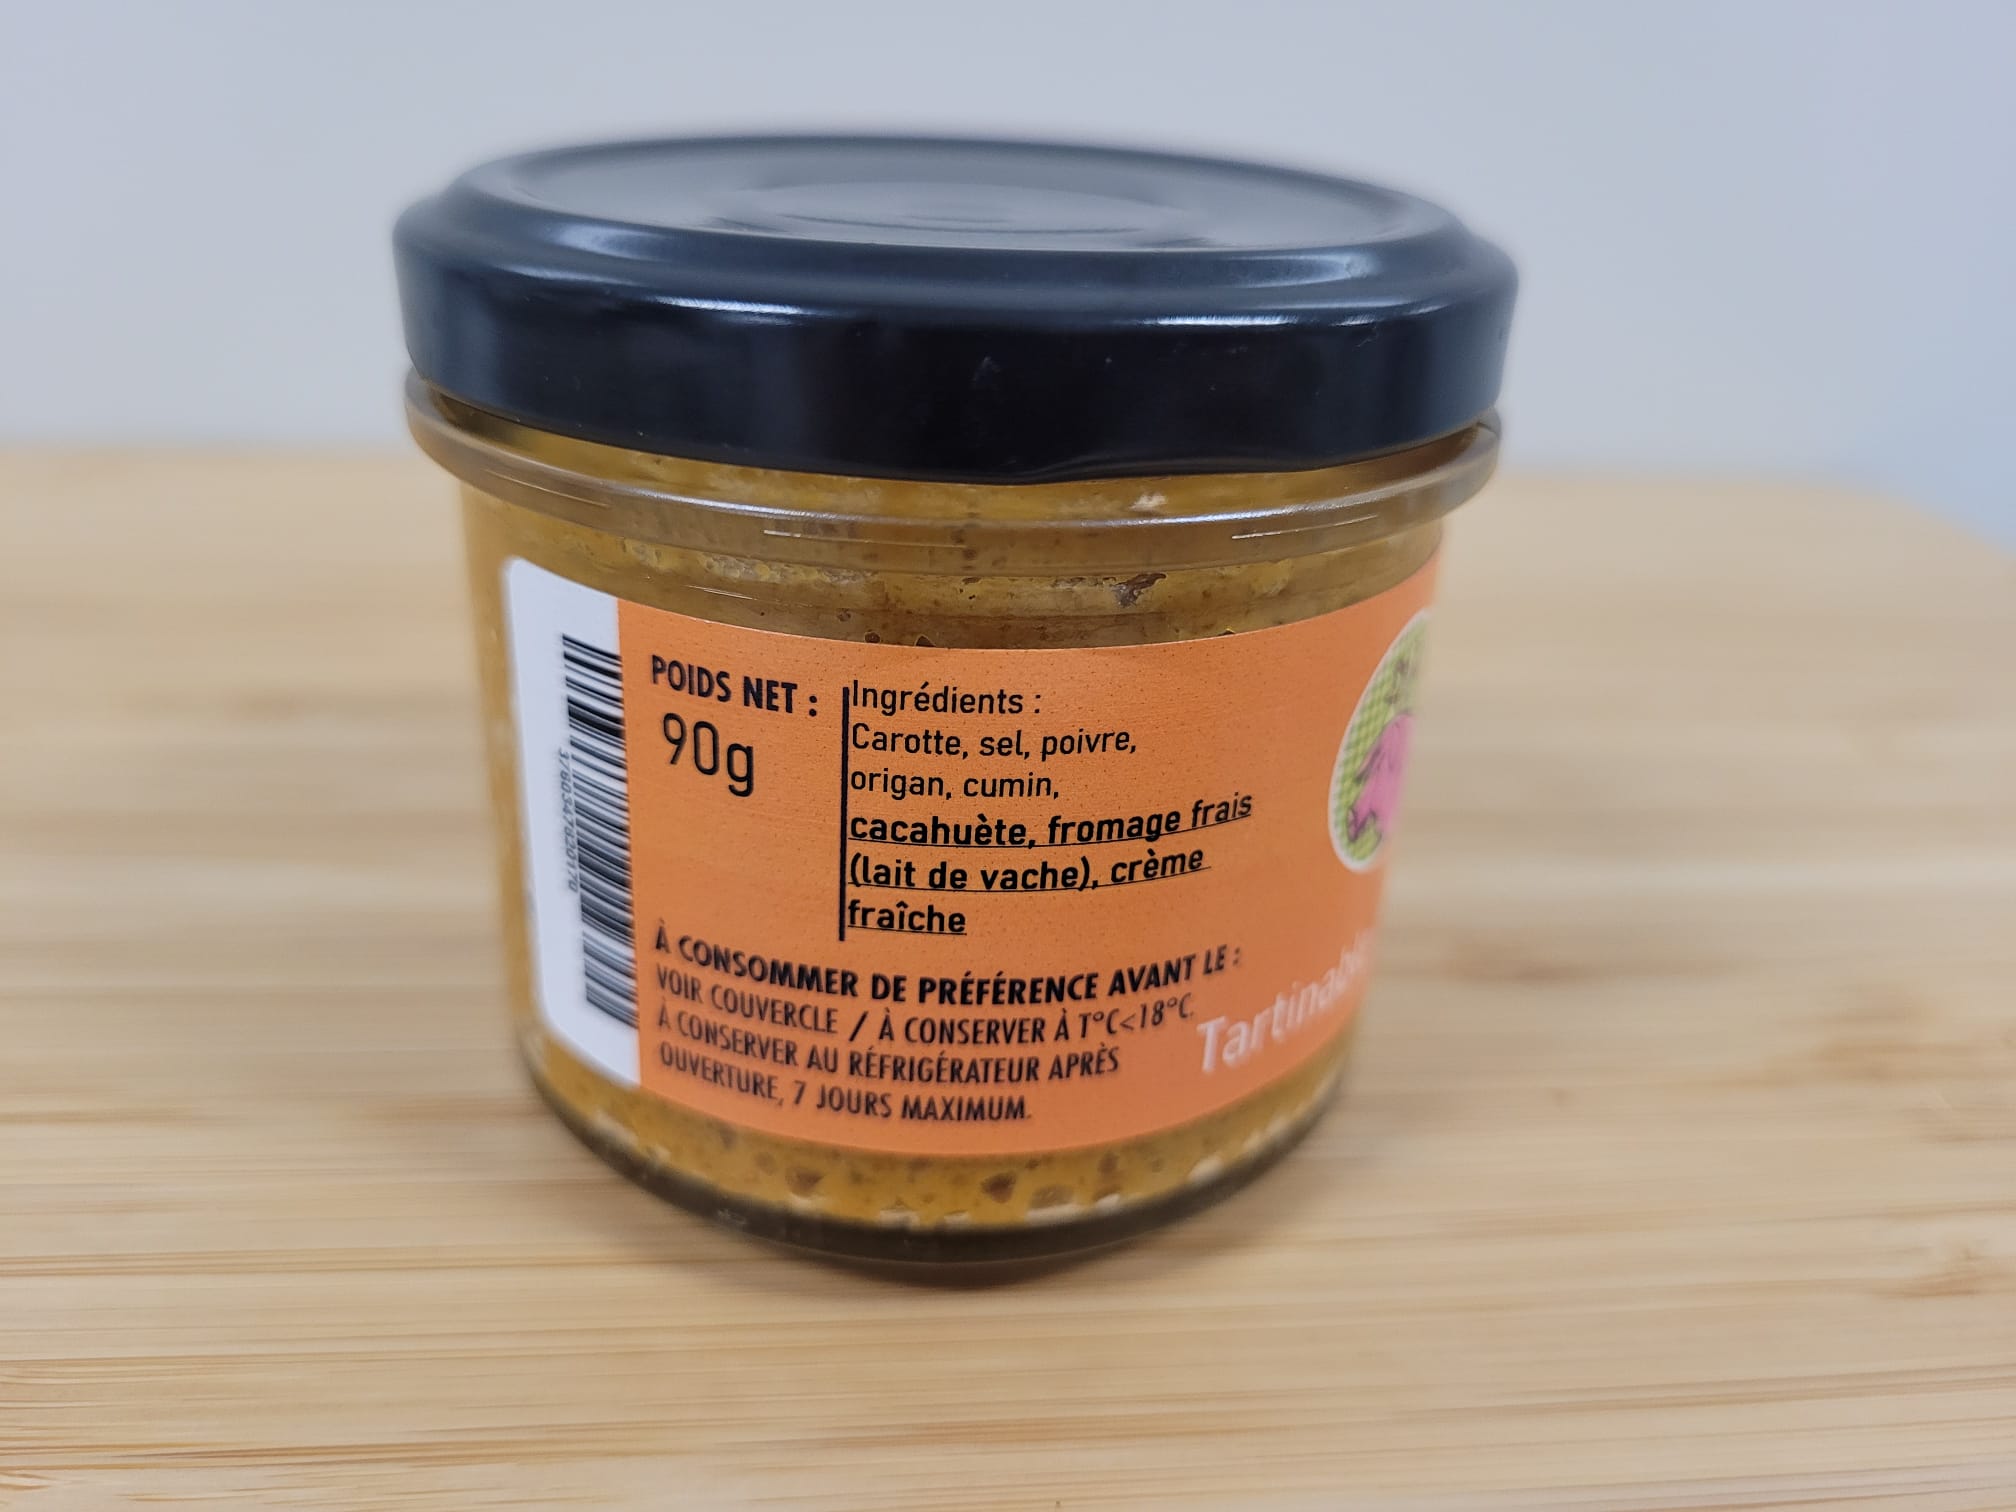 POIDS NET :
90g
Ingrédients :
Carotte, sel, poivre,
origan, cumin,
cacahuète, fromage frais
(lait de vache), crème
fraîche
À CONSOMMER DE PRÉFÉRENCE AVANT LE :
VOIR COUVERCLE / À CONSERVER À T°C<18°C.
À CONSERVER AU RÉFRIGÉRATEUR APRÈS
OUVERTURE, 7 JOURS MAXIMUM.